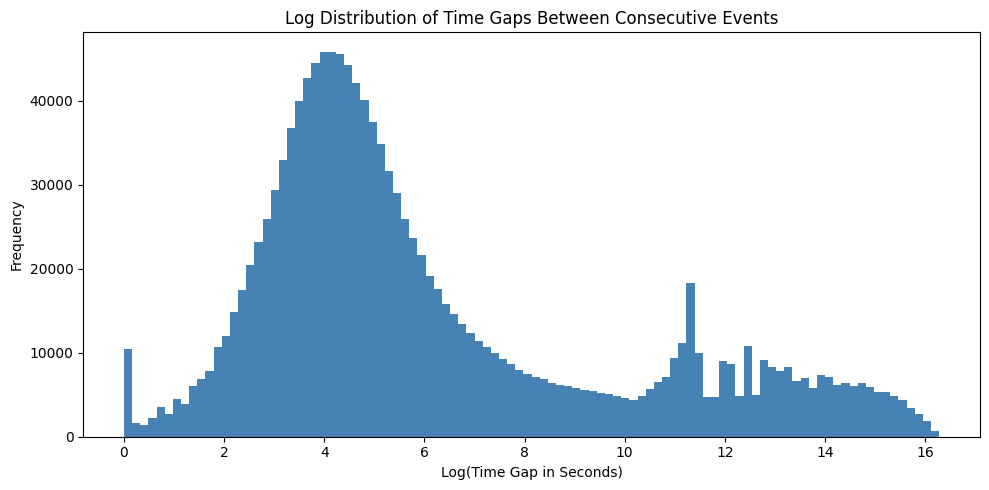 Log Distribution of Time Gaps Between Consecutive Events
Frequency
40000
30000
20000
10000
0
0 2 4 6 8 10 12 14 16
Log(Time Gap in Seconds)